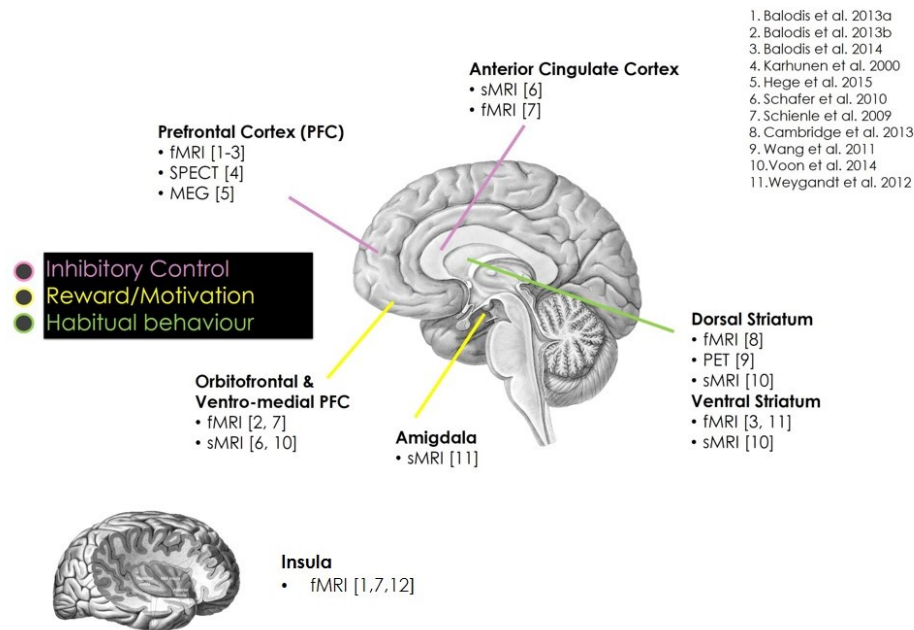 1. Balodis et al. 2013a
2. Balodis et al. 2013b
3. Balodis et al. 2014
4. Karhunen et al. 2000
5. Hege et al. 2015
6. Schafer et al. 2010
7. Schienle et al. 2009
8. Cambridge et al. 2013
9. Wang et al. 2011
10.Voon et al. 2014
11.Weygandt et al. 2012
Anterior Cingulate Cortex
• sMRI [6]
• fMRI [7]
Prefrontal Cortex (PFC)
• fMRI [1-3]
• SPECT [4]
• MEG [5]
Inhibitory Control
Reward/Motivation
Habitual behaviour
Dorsal Striatum
• fMRI [8]
• PET [9]
• sMRI [10]
Ventral Striatum
• fMRI [3, 11]
• sMRI [10]
Orbitofrontal &
Ventro-medial PFC
• fMRI [2, 7]
• sMRI [6, 10]
Amigdala
• sMRI [11]
Insula
• fMRI [1,7,12]